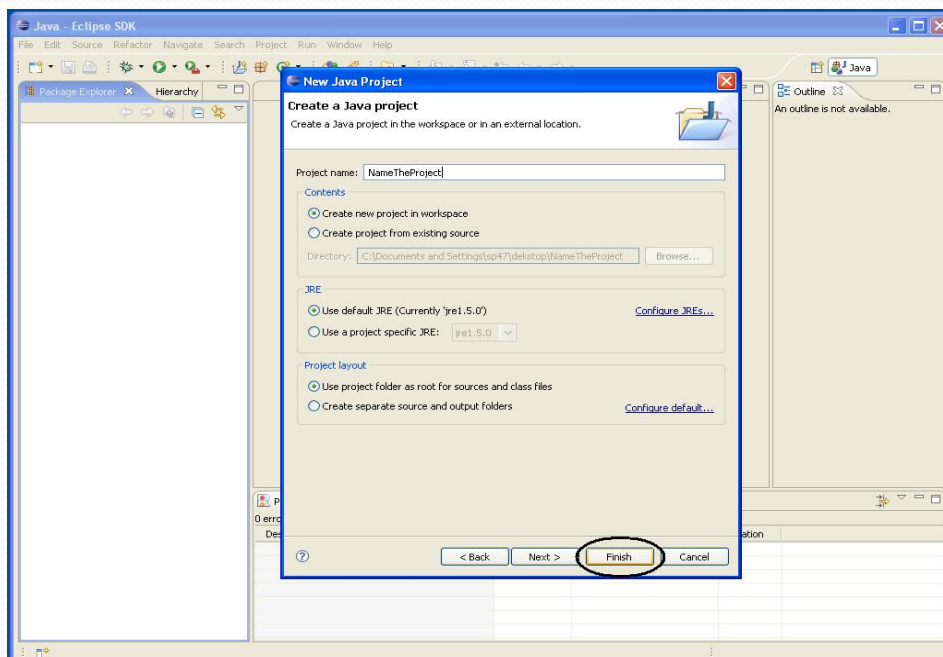 Java - Eclipse SDK
File Edit Source Refactor Navigate Search Project Run Window Help
Java
Package Explorer Hierarchy
Outline
An outline is not available.
New Java Project
Create a Java project
Create a Java project in the workspace or in an external location.
Project name: NameTheProject
Contents
Create new project in workspace
Create project from existing source
Directory: C:\Documents and Settings\sp47\dekstop\NameTheProject Browse...
JRE
Use default JRE (Currently 'jre1.5.0')
Configure JREs...
Use a project specific JRE: jre1.5.0
Project layout
Use project folder as root for sources and class files
Create separate source and output folders
Configure default...
P
0 erro
Des
ation
? < Back Next > Finish Cancel